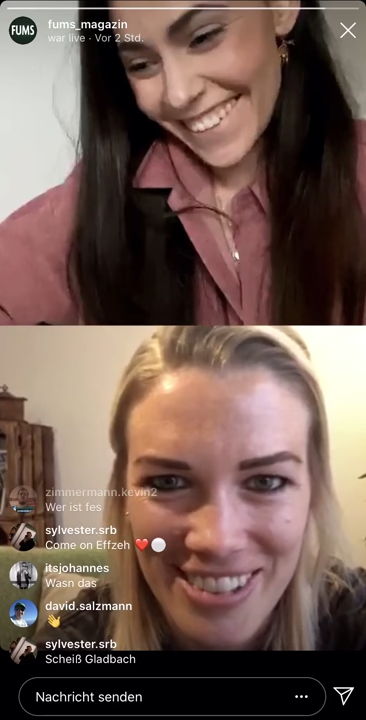 FUMS
fums_magazin
war live · Vor 2 Std.
zimmermann.kevin2
Wer ist fes
sylvester.srb
Come on Effzeh ❤️⚪
itsjohannes
Wasn das
david.salzmann
👋
sylvester.srb
Scheiß Gladbach
Nachricht senden